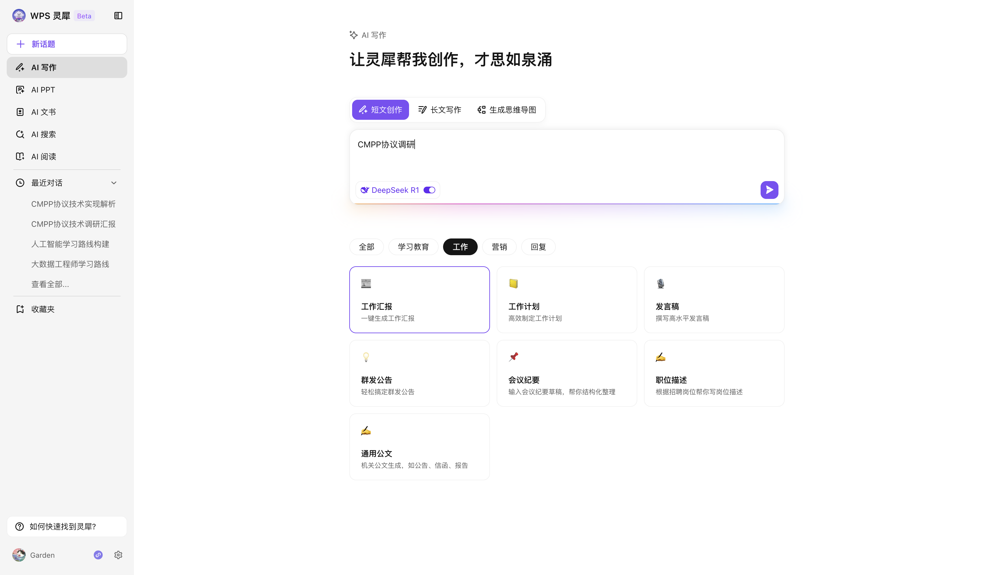 WPS 灵犀 Beta
新话题
AI 写作
AI PPT
AI 文书
AI 搜索
AI 阅读
最近对话
CMPP协议技术实现解析
CMPP协议技术调研汇报
人工智能学习路线构建
大数据工程师学习路线
查看全部...
收藏夹
如何快速找到灵犀?
Garden
AI 写作
让灵犀帮我创作，才思如泉涌
短文创作 长文写作 生成思维导图
CMPP协议调研
DeepSeek R1
全部 学习教育 工作 营销 回复
工作汇报
一键生成工作汇报
工作计划
高效制定工作计划
发言稿
撰写高水平发言稿
群发公告
轻松搞定群发公告
会议纪要
输入会议纪要草稿，帮你结构化整理
职位描述
根据招聘岗位帮你写岗位描述
通用公文
机关公文生成，如公告、信函、报告